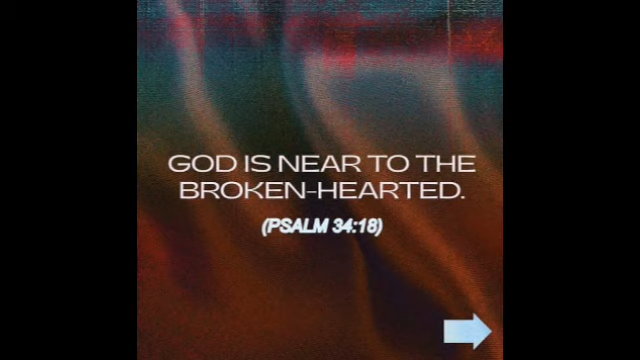 GOD IS NEAR TO THE
BROKEN-HEARTED.
(PSALM 34:18)